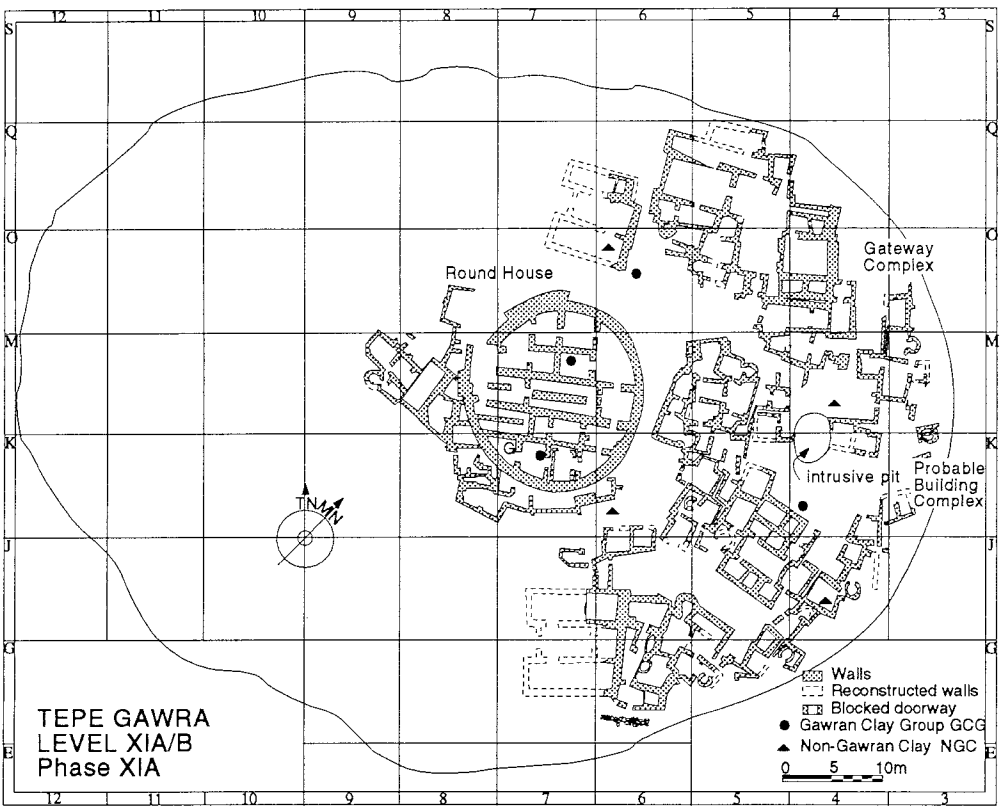 12 11 10 9 8 7 6 5 4 3
S S
Q Q
O O
Gateway
Complex
Round House
M M
K K
G
intrusive pit
Probable
Building
Complex
TN MN
J J
G G
Walls
Reconstructed walls
Blocked doorway
Gawran Clay Group GCG
Non-Gawran Clay NGC
0 5 10m
TEPE GAWRA
LEVEL XIA/B
Phase XIA
E E
12 11 10 9 8 7 6 5 4 3